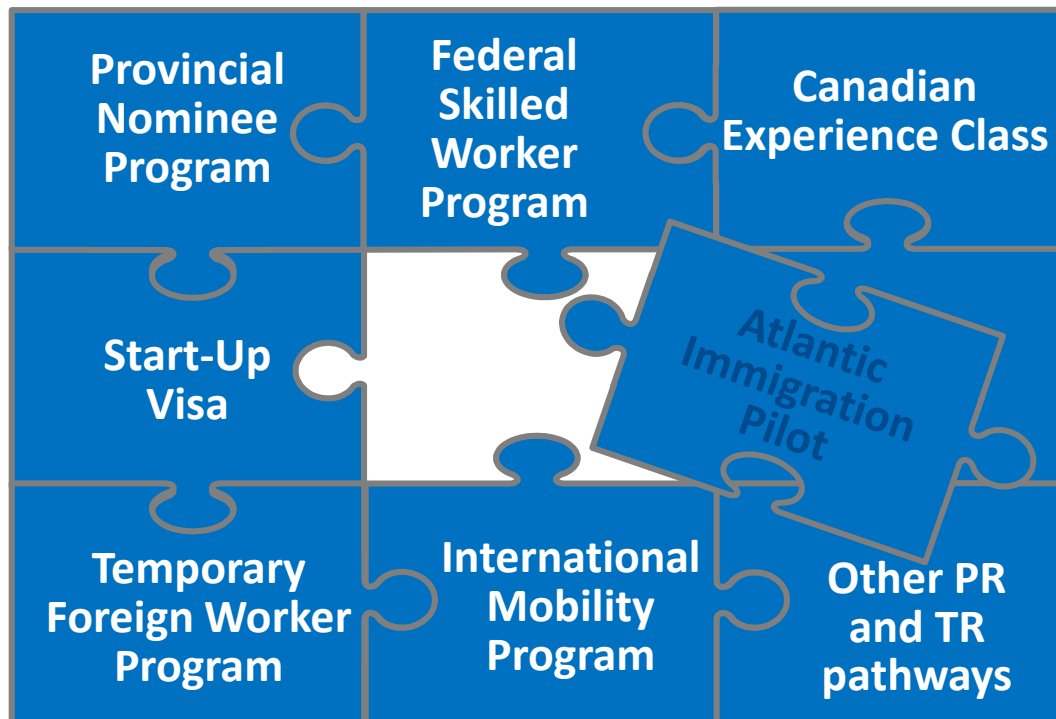 Provincial
Nominee
Program
Federal
Skilled
Worker
Program
Canadian
Experience Class
Start-Up
Visa
Atlantic
Immigration
Pilot
Temporary
Foreign Worker
Program
International
Mobility
Program
Other PR
and TR
pathways